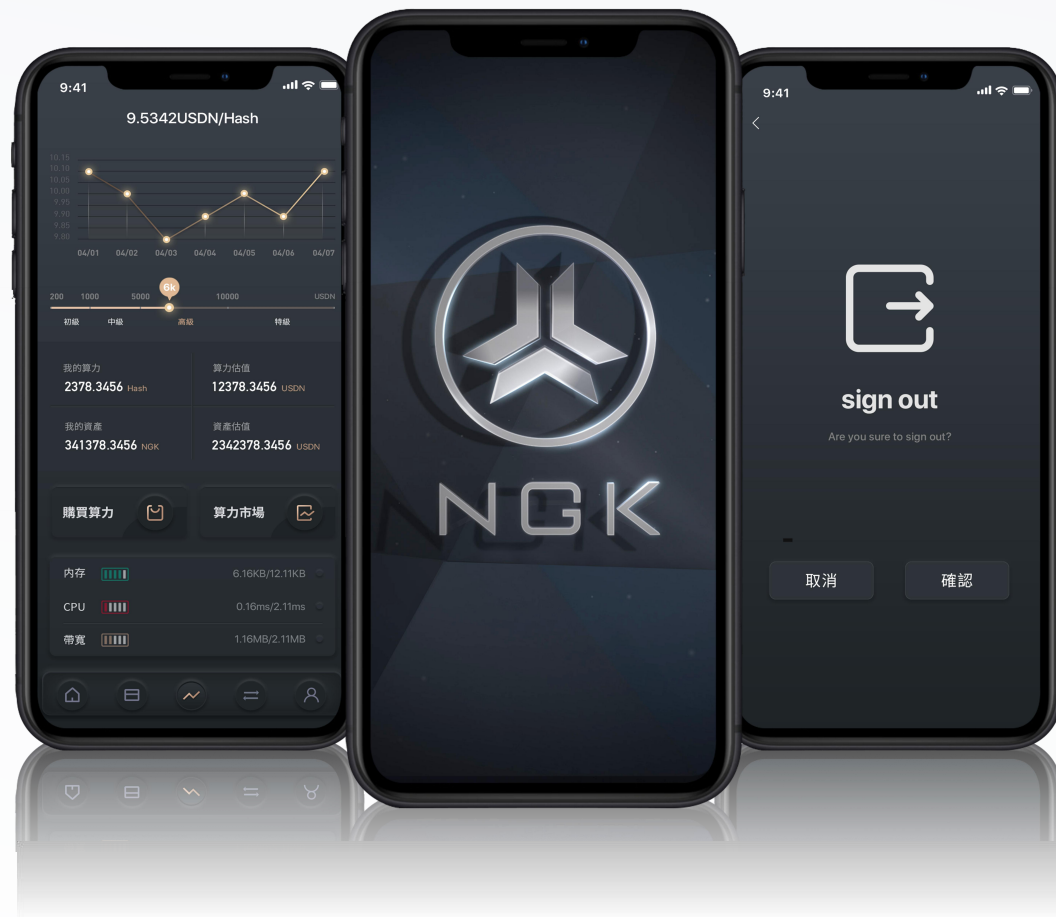 9:41
9.5342USDN/Hash
10.15
10.10
10.05
10.00
9.95
9.90
9.85
9.80
04/01 04/02 04/03 04/04 04/05 04/06 04/07
6k
200 1000 5000 10000 USDN
初級 中級 高級 特級
我的算力 算力估值
2378.3456 Hash 12378.3456 USDN
我的資產 資產估值
341378.3456 NGK 2342378.3456 USDN
購買算力 算力市場
内存 6.16KB/12.11KB
CPU 0.16ms/2.11ms
帶寬 1.16MB/2.11MB
NGK
9:41
sign out
Are you sure to sign out?
取消 確認